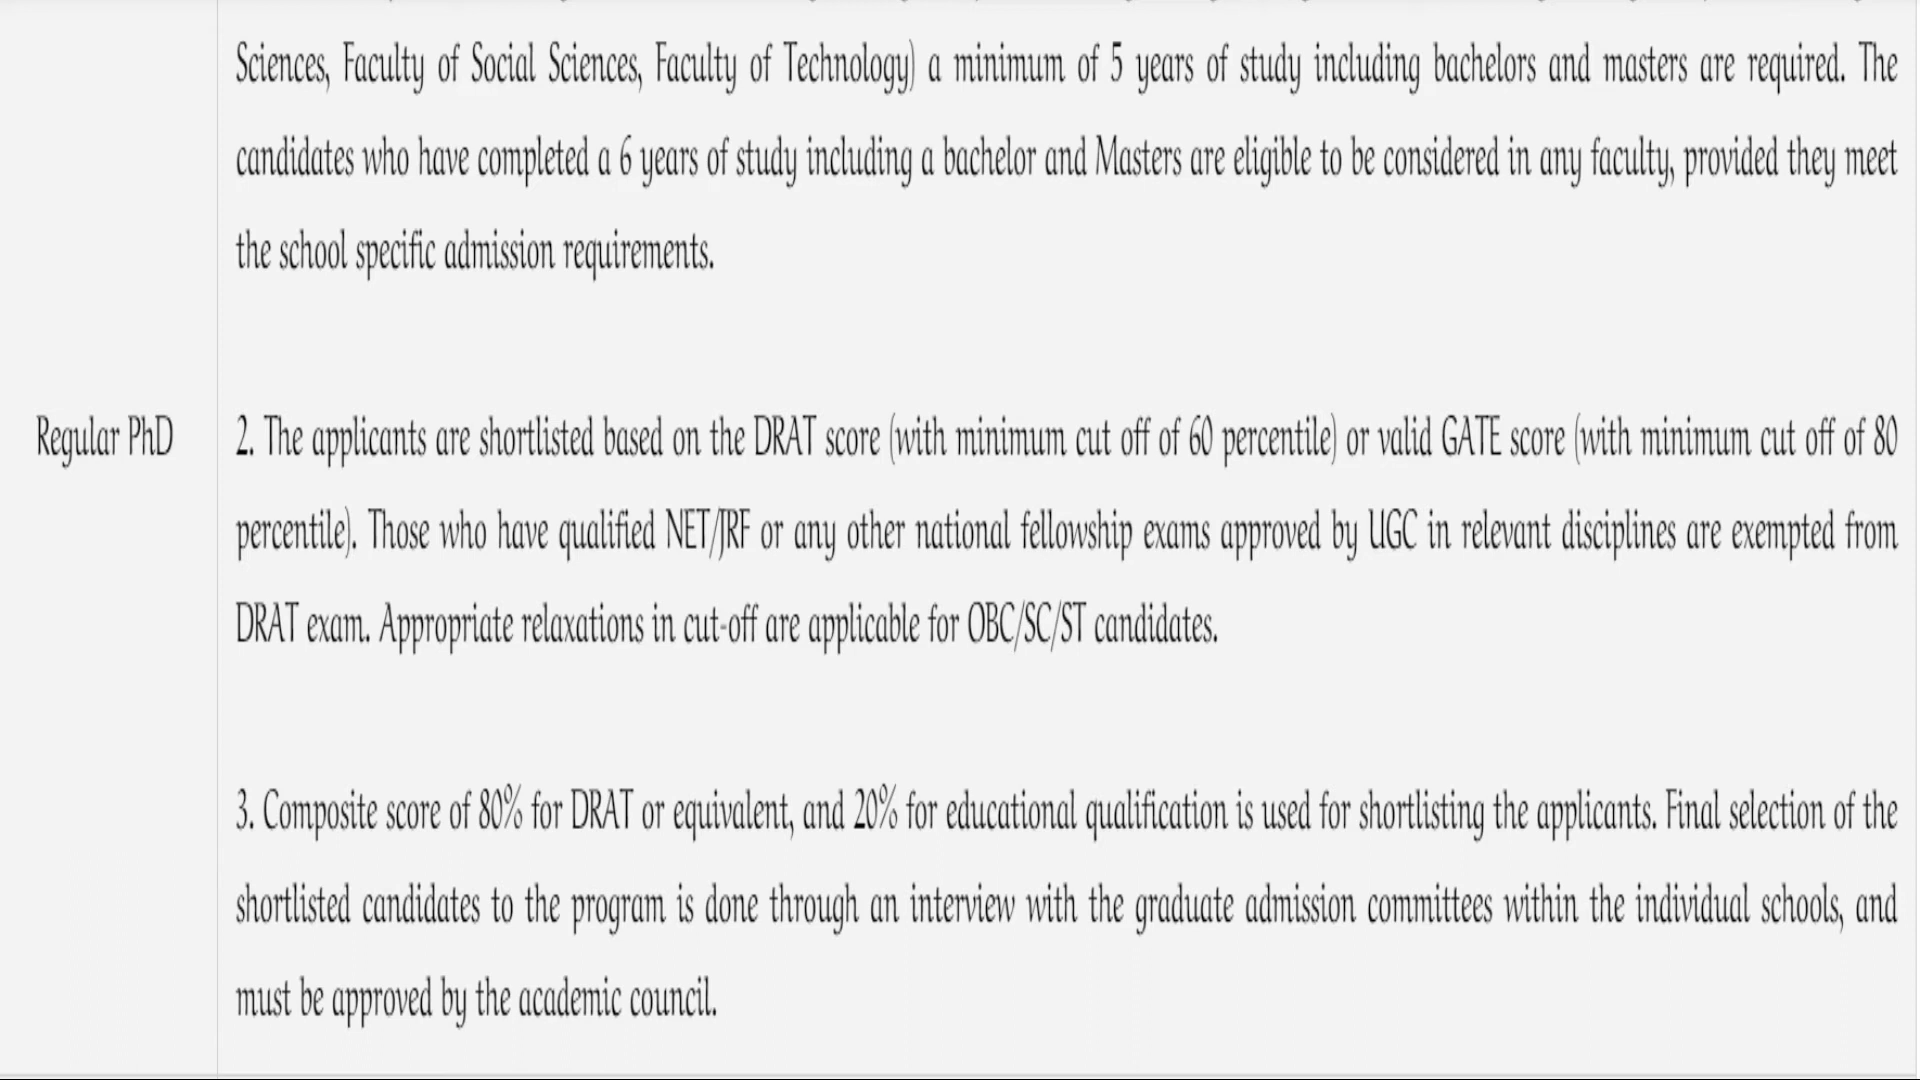 Sciences, Faculty of Social Sciences, Faculty of Technology) a minimum of 5 years of study including bachelors and masters are required. The
candidates who have completed a 6 years of study including a bachelor and Masters are eligible to be considered in any faculty, provided they meet
the school specific admission requirements.
Regular PhD
2. The applicants are shortlisted based on the DRAT score (with minimum cut off of 60 percentile) or valid GATE score (with minimum cut off of 80
percentile). Those who have qualified NET/JRF or any other national fellowship exams approved by UGC in relevant disciplines are exempted from
DRAT exam. Appropriate relaxations in cut-off are applicable for OBC/SC/ST candidates.
3. Composite score of 80% for DRAT or equivalent, and 20% for educational qualification is used for shortlisting the applicants. Final selection of the
shortlisted candidates to the program is done through an interview with the graduate admission committees within the individual schools, and
must be approved by the academic council.